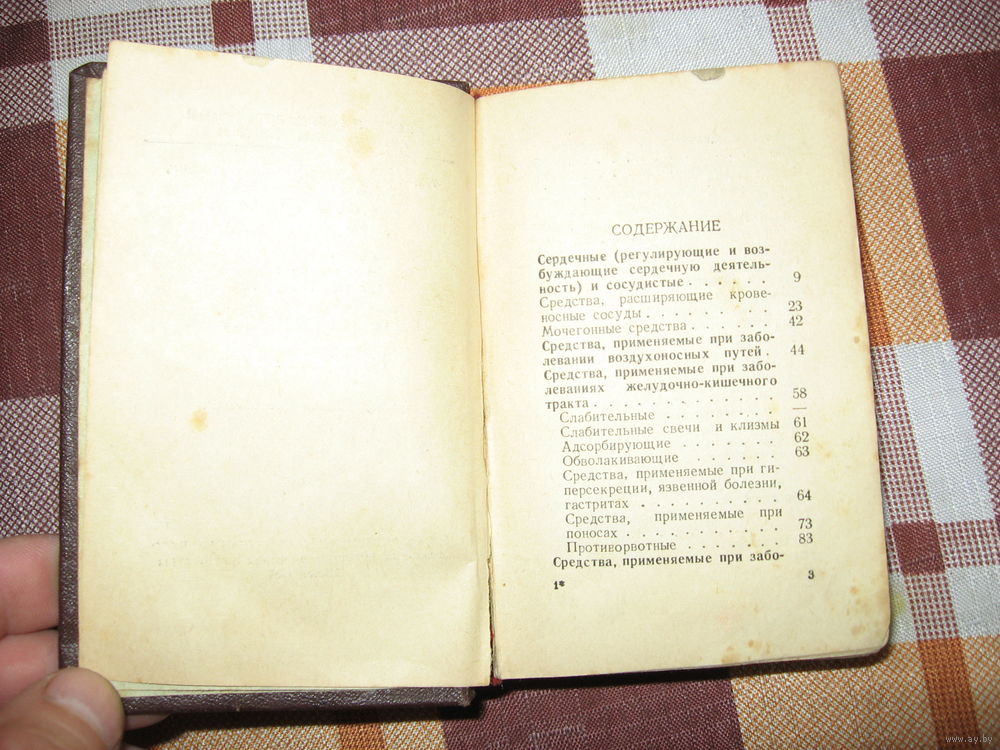 СОДЕРЖАНИЕ
Сердечные (регулирующие и воз-
буждающие сердечную деятель-
ность) и сосудистые . . . . . . 9
Средства, расширяющие крове-
носные сосуды . . . . . . . . 23
Мочегонные средства . . . . . . 42
Средства, применяемые при забо-
левании воздухоносных путей . 44
Средства, применяемые при забо-
леваниях желудочно-кишечного
тракта . . . . . . . . . . . . . 58
Слабительные . . . . . . . . —
Слабительные свечи и клизмы 61
Адсорбирующие . . . . . . . 62
Обволакивающие . . . . . . 63
Средства, применяемые при ги-
персекреции, язвенной болезни,
гастритах . . . . . . . . . . 64
Средства, применяемые при
поносах . . . . . . . . . . . 73
Противорвотные . . . . . . . 83
Средства, применяемые при забо-
1* 3
www.ay.by